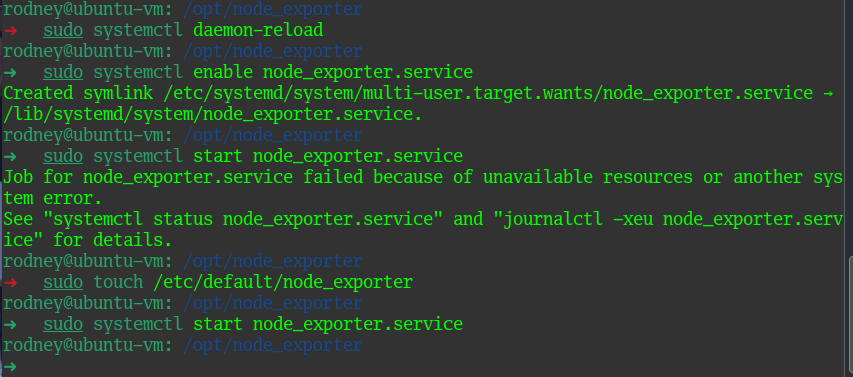 rodney@ubuntu-vm: /opt/node_exporter
➜ sudo systemctl daemon-reload
rodney@ubuntu-vm: /opt/node_exporter
➜ sudo systemctl enable node_exporter.service
Created symlink /etc/systemd/system/multi-user.target.wants/node_exporter.service →
/lib/systemd/system/node_exporter.service.
rodney@ubuntu-vm: /opt/node_exporter
➜ sudo systemctl start node_exporter.service
Job for node_exporter.service failed because of unavailable resources or another sys
tem error.
See "systemctl status node_exporter.service" and "journalctl -xeu node_exporter.serv
ice" for details.
rodney@ubuntu-vm: /opt/node_exporter
➜ sudo touch /etc/default/node_exporter
rodney@ubuntu-vm: /opt/node_exporter
➜ sudo systemctl start node_exporter.service
rodney@ubuntu-vm: /opt/node_exporter
➜